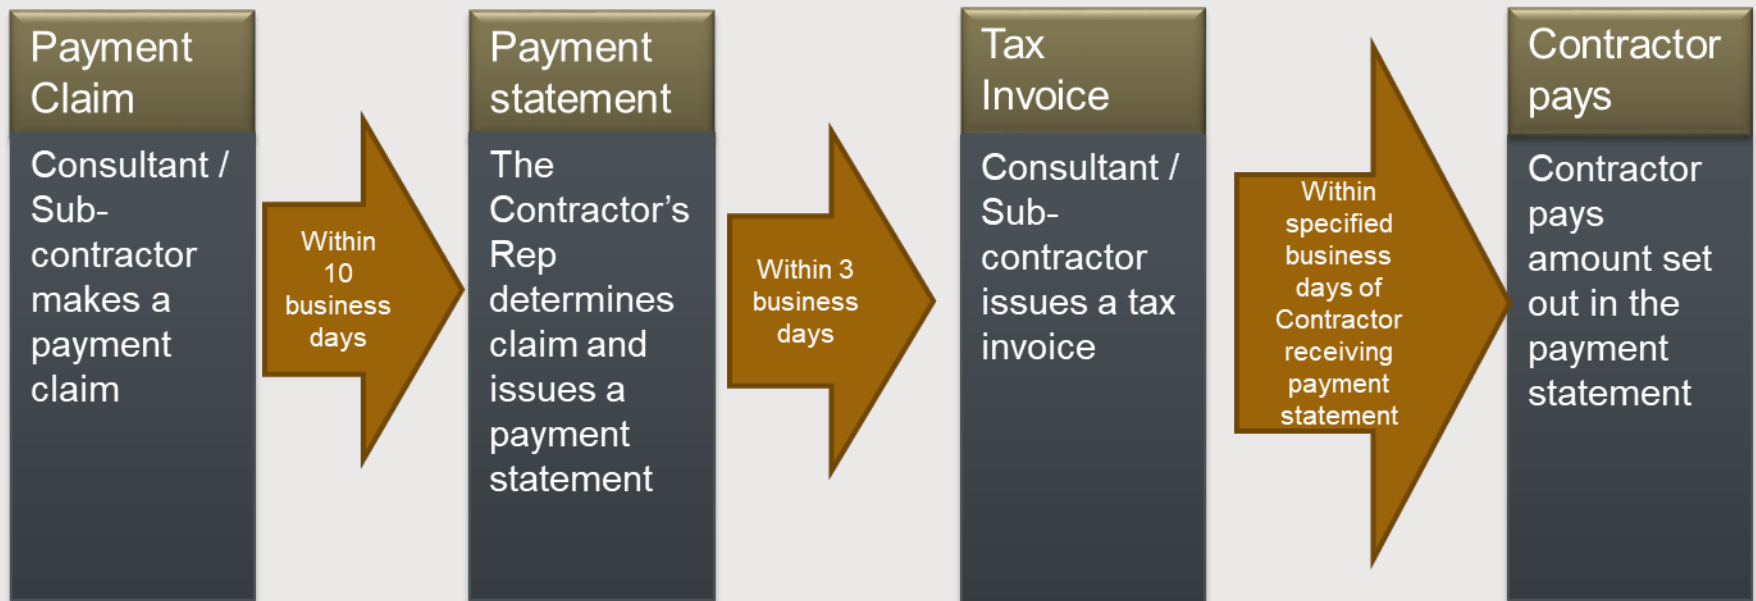 Payment
Claim
Consultant /
Sub-
contractor
makes a
payment
claim
Within
10
business
days
Payment
statement
The
Contractor’s
Rep
determines
claim and
issues a
payment
statement
Within 3
business
days
Tax
Invoice
Consultant /
Sub-
contractor
issues a tax
invoice
Within
specified
business
days of
Contractor
receiving
payment
statement
Contractor
pays
Contractor
pays
amount set
out in the
payment
statement